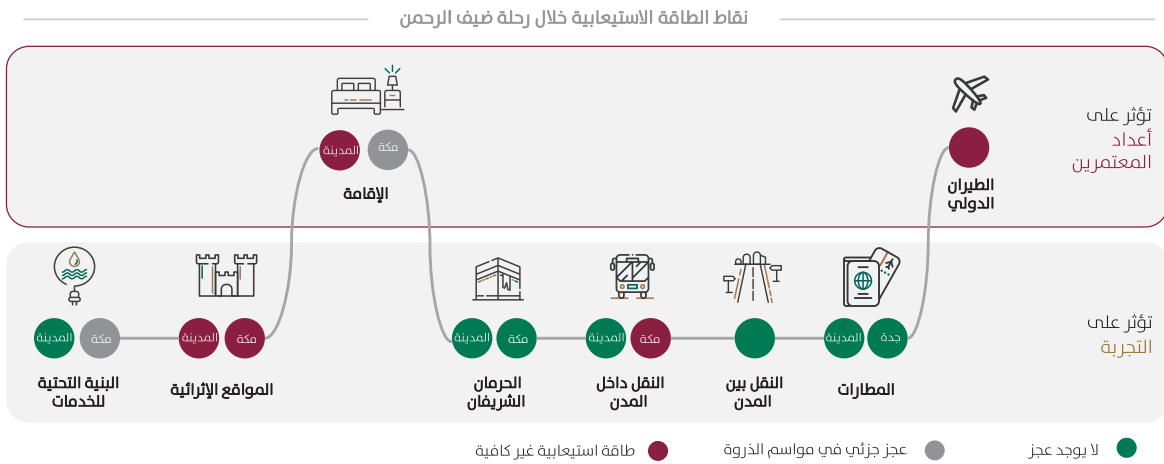 نقاط الطاقة الاستيعابية خلال رحلة ضيف الرحمن
تؤثر على
أعداد
المعتمرين
الطيران
الدولي
مكة
المدينة
الإقامة
تؤثر على
التجربة
جدة
المدينة
المطارات
النقل بين
المدن
مكة
المدينة
النقل داخل
المدن
مكة
المدينة
الحرمان
الشريفان
مكة
المدينة
المواقع الإثرائية
مكة
المدينة
البنية التحتية
للخدمات
لا يوجد عجز
عجز جزئي في مواسم الذروة
طاقة استيعابية غير كافية